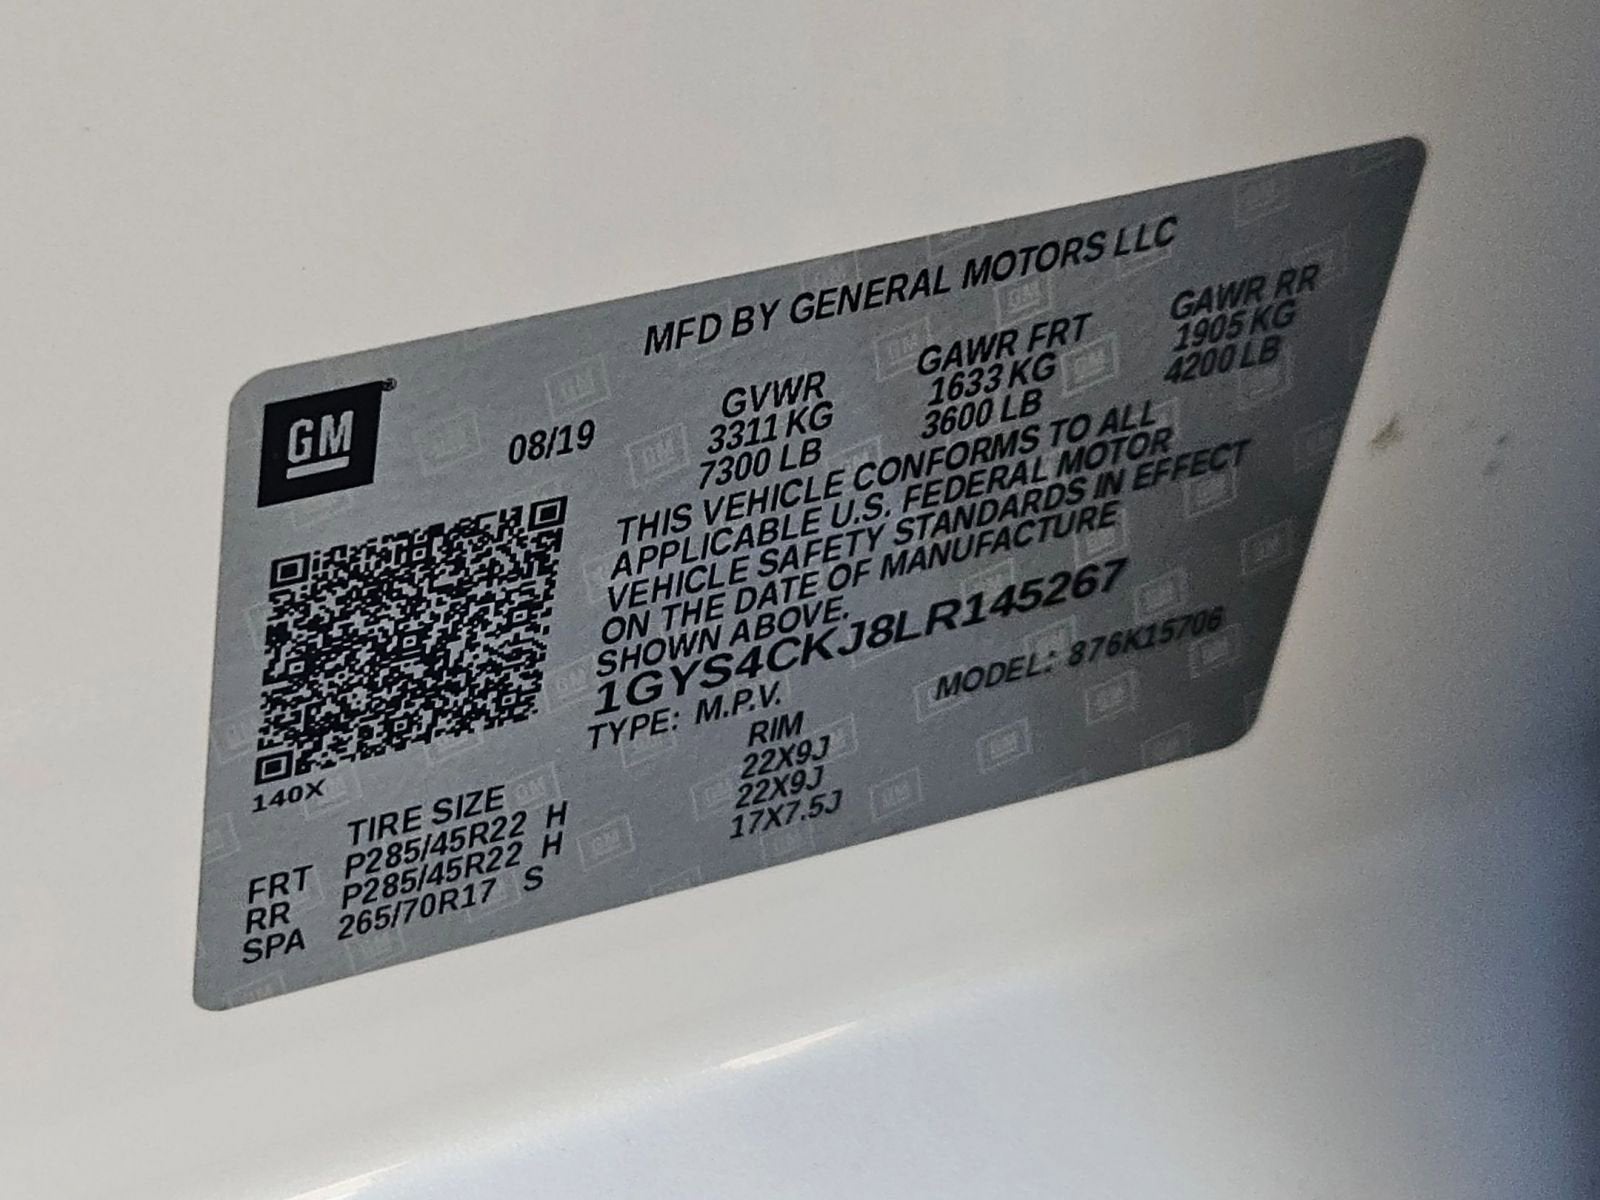 MFD BY GENERAL MOTORS LLC
GM
08/19
GVWR GAWR FRT GAWR RR
3311 KG 1633 KG 1905 KG
7300 LB 3600 LB 4200 LB
THIS VEHICLE CONFORMS TO ALL
APPLICABLE U.S. FEDERAL MOTOR
VEHICLE SAFETY STANDARDS IN EFFECT
ON THE DATE OF MANUFACTURE
SHOWN ABOVE.
1GYS4CKJ8LR145267
TYPE: M.P.V. MODEL: 876K15706
140X
TIRE SIZE RIM
FRT P285/45R22 H 22X9J
RR P285/45R22 H 22X9J
SPA 265/70R17 S 17X7.5J